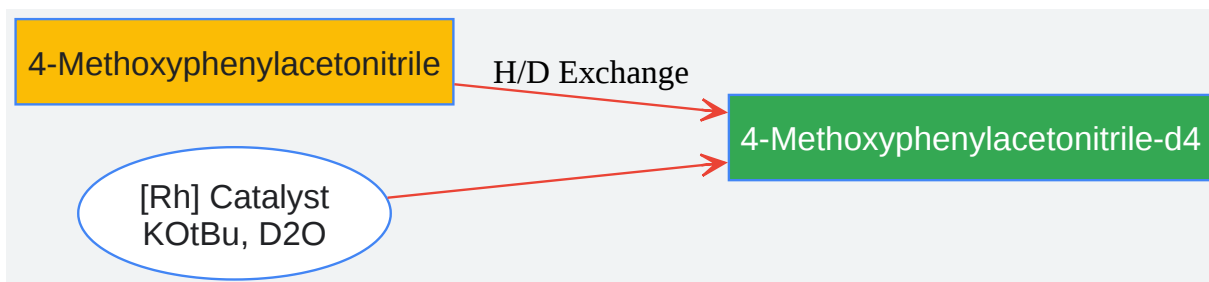 4-Methoxyphenylacetonitrile
H/D Exchange
4-Methoxyphenylacetonitrile-d4
[Rh] Catalyst
KOtBu, D2O